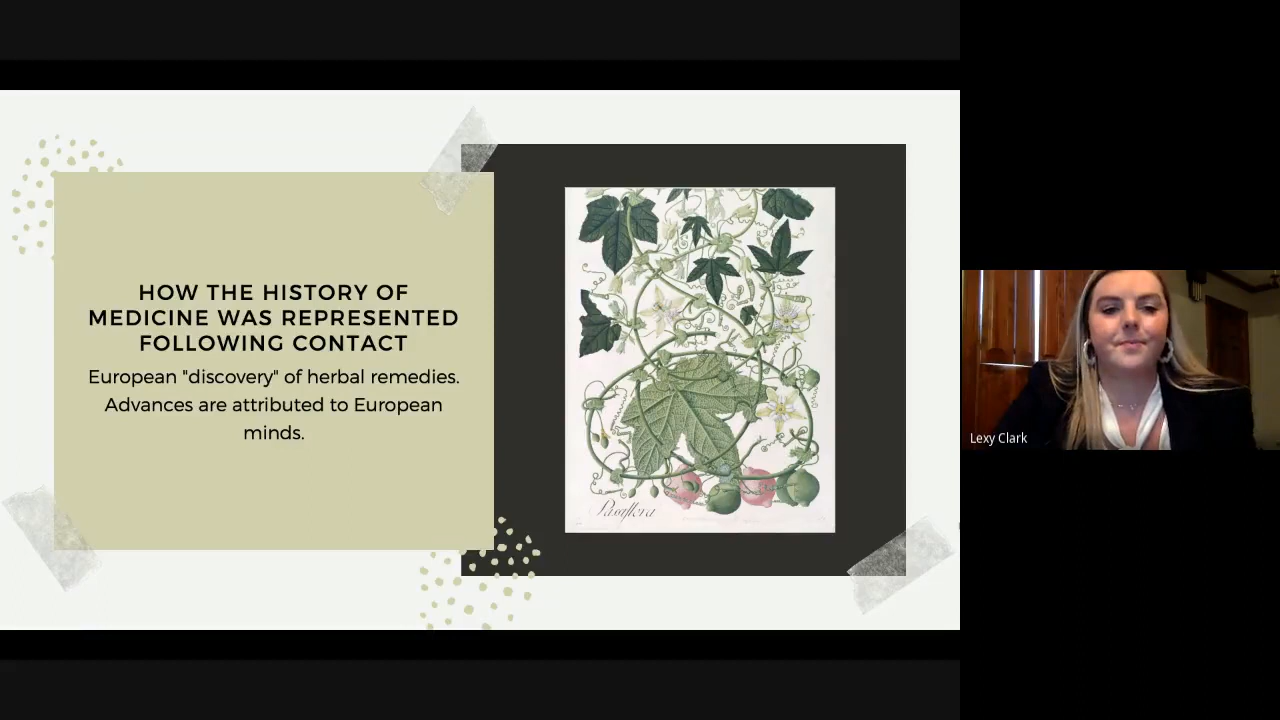 HOW THE HISTORY OF
MEDICINE WAS REPRESENTED
FOLLOWING CONTACT
European "discovery" of herbal remedies.
Advances are attributed to European
minds.
Passiflora
Lexy Clark